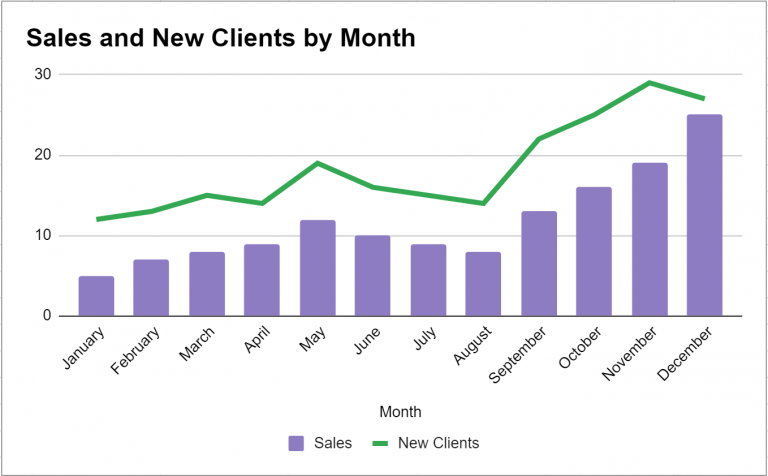 Sales and New Clients by Month
30
20
10
0
January
February
March
April
May
June
July
August
September
October
November
December
Month
Sales
New Clients